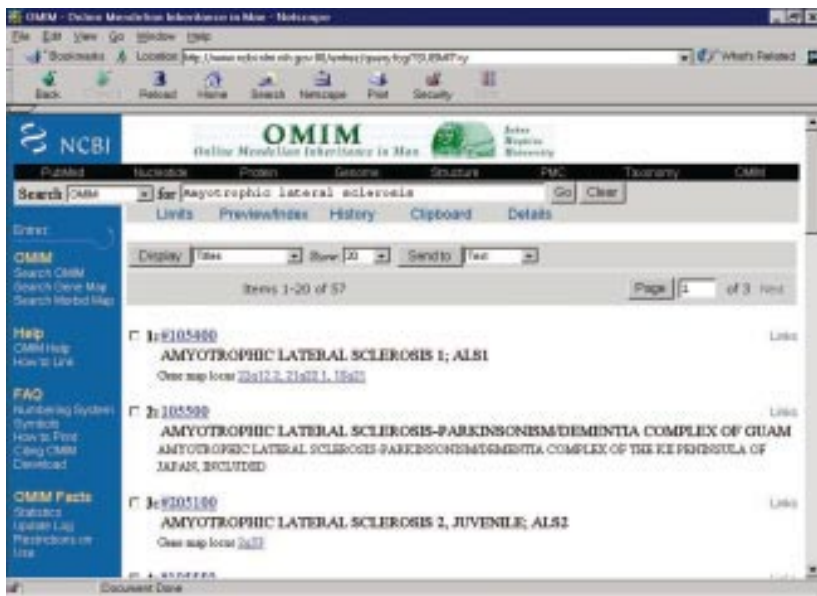 OMIM - Online Mendelian Inheritance in Man - Netscape
File Edit View Go Window Help
Bookmarks Location: What's Related
Back Reload Home Search Netscape Print Security
NCBI OMIM Johns Hopkins University
Online Mendelian Inheritance in Man
PubMed Nucleotide Protein Genome Structure PMC Taxonomy OMIM
Search OMIM for Amyotrophic lateral sclerosis Go Clear
Limits Preview/Index History Clipboard Details
Entrez
Display Titles Show: 20 Send to Text
Items 1-20 of 57 Page 1 of 3 Next
OMIM
Search OMIM
Search Gene Map
Search Morbid Map
Help
OMIM Help
How to Link
FAQ
Numbering System
Symbols
How to Print
Citing OMIM
Download
OMIM Facts
Statistics
Update Log
Restrictions on
Use
1: #105400 Links
AMYOTROPHIC LATERAL SCLEROSIS 1; ALS1
Gene map locus 22q12.2, 21q22.1,
2: 105500 Links
AMYOTROPHIC LATERAL SCLEROSIS-PARKINSONISM/DEMENTIA COMPLEX OF GUAM
AMYOTROPHIC LATERAL SCLEROSIS-PARKINSONISM/DEMENTIA COMPLEX OF THE KII PENINSULA OF
JAPAN, INCLUDED
3: #205100 Links
AMYOTROPHIC LATERAL SCLEROSIS 2, JUVENILE; ALS2
Gene map locus 2q33
Document Done